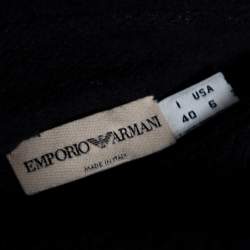 EMPORIO ARMANI
MADE IN ITALY
I USA
40 6